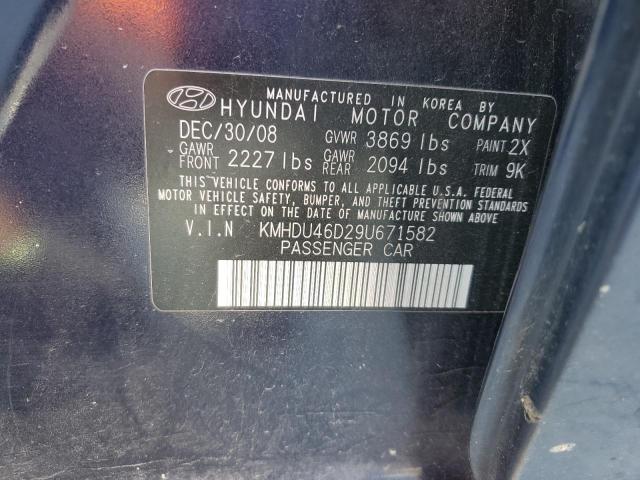 MANUFACTURED IN KOREA BY
HYUNDAI MOTOR COMPANY
DEC/30/08 GVWR 3869 lbs PAINT 2X
GAWR FRONT 2227 lbs GAWR REAR 2094 lbs TRIM 9K
THIS VEHICLE CONFORMS TO ALL APPLICABLE U.S.A. FEDERAL
MOTOR VEHICLE SAFETY, BUMPER, AND THEFT PREVENTION STANDARDS
IN EFFECT ON THE DATE OF MANUFACTURE SHOWN ABOVE
V.I.N KMHDU46D29U671582
PASSENGER CAR